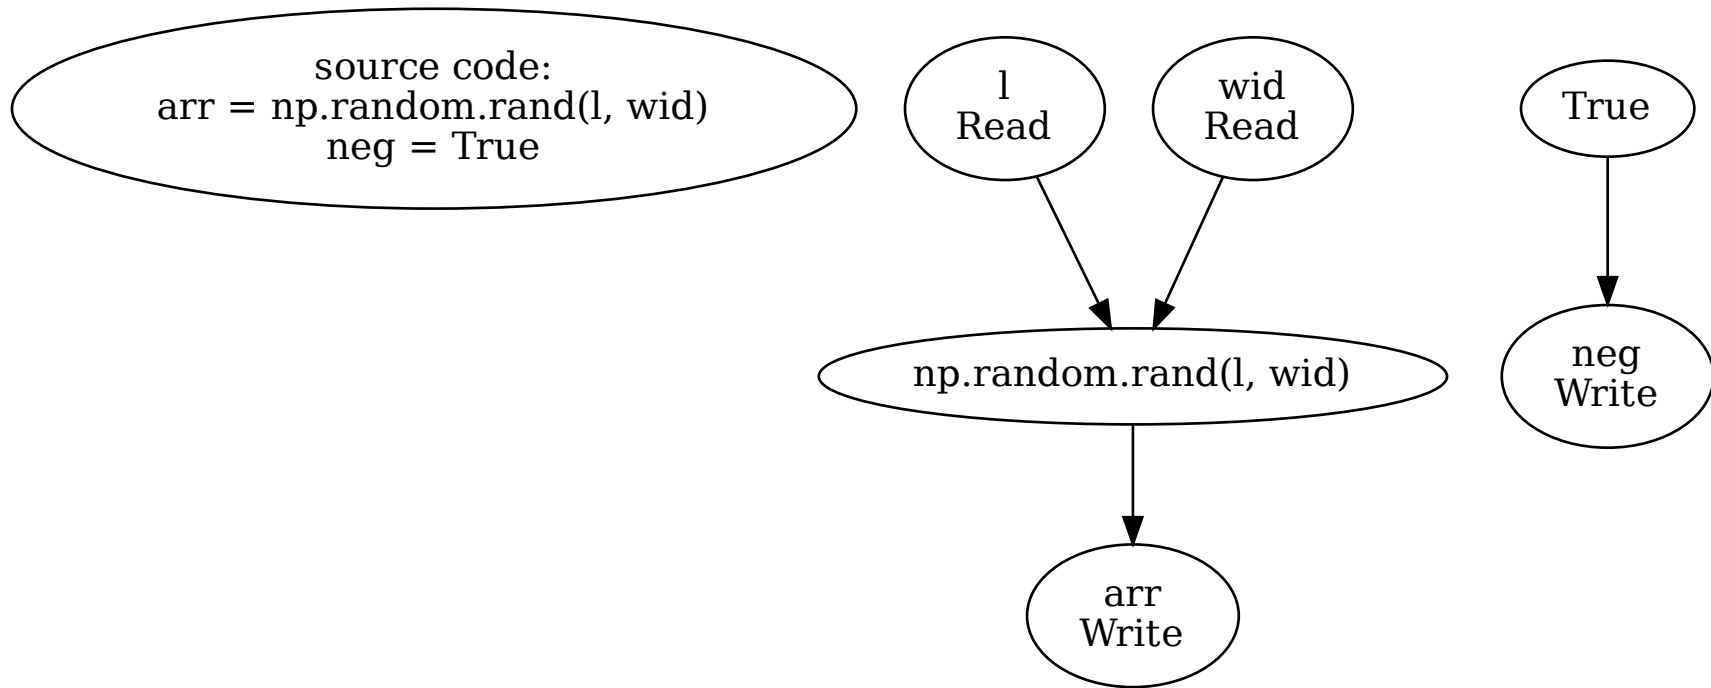 source code:
arr = np.random.rand(l, wid)
neg = True
l
Read
wid
Read
True
np.random.rand(l, wid)
neg
Write
arr
Write